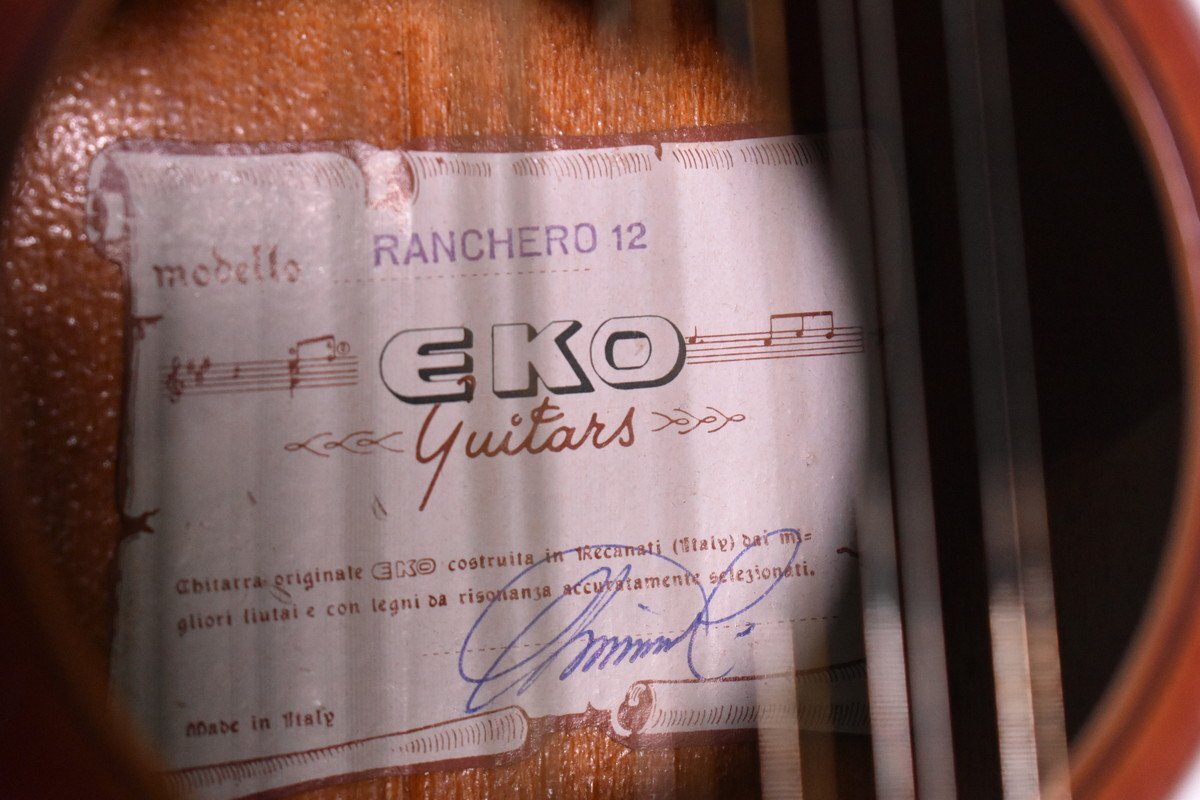 modello RANCHERO 12
EKO
Guitars
Chitarra originale EKO costruita in Recanati (Italy) dai mi=
gliori liutai e con legni da risonanza accuratamente selezionati.
Made in Italy